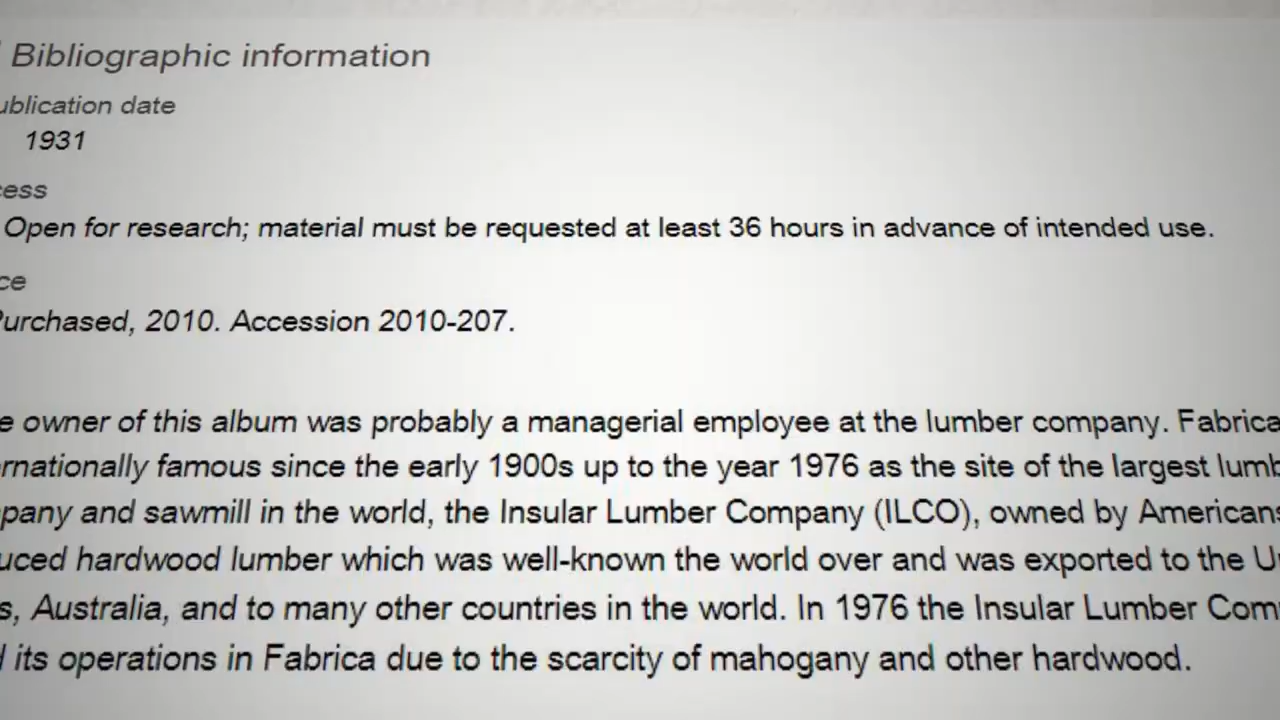 Bibliographic information
ublication date
1931
cess
Open for research; material must be requested at least 36 hours in advance of intended use.
ce
Purchased, 2010. Accession 2010-207.
e owner of this album was probably a managerial employee at the lumber company. Fabrica
ernationally famous since the early 1900s up to the year 1976 as the site of the largest lumb
pany and sawmill in the world, the Insular Lumber Company (ILCO), owned by Americans
uced hardwood lumber which was well-known the world over and was exported to the U
s, Australia, and to many other countries in the world. In 1976 the Insular Lumber Com
d its operations in Fabrica due to the scarcity of mahogany and other hardwood.